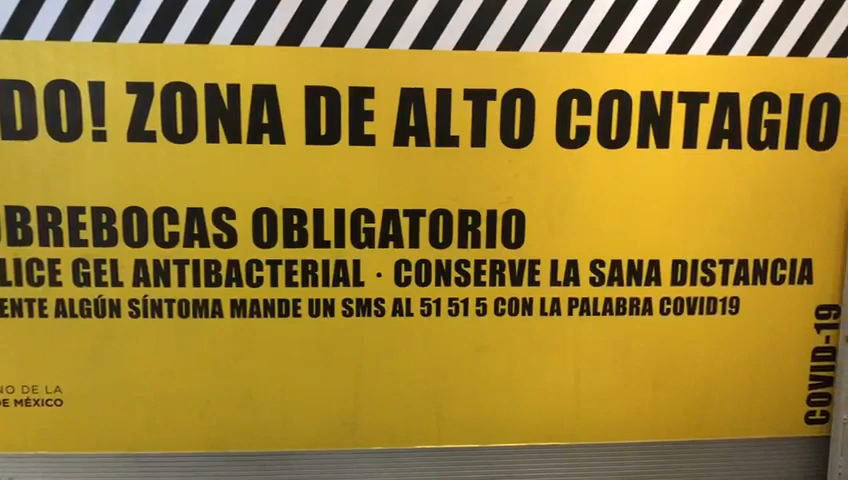 DO! ZONA DE ALTO CONTAGIO
BREBOCAS OBLIGATORIO
LICE GEL ANTIBACTERIAL · CONSERVE LA SANA DISTANCIA
ENTE ALGÚN SÍNTOMA MANDE UN SMS AL 51 51 5 CON LA PALABRA COVID19
NO DE LA
DE MÉXICO
COVID-19